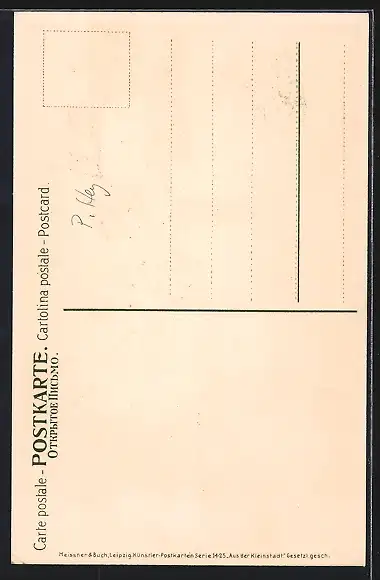 Carte postale - POSTKARTE. Cartolina postale - Postcard.
ОТКРЫТОЕ ПИСЬМО.
P. Hey
Meissner & Buch, Leipzig. Künstler-Postkarten Serie 1425 „Aus der Kleinstadt" Gesetzl. gesch.